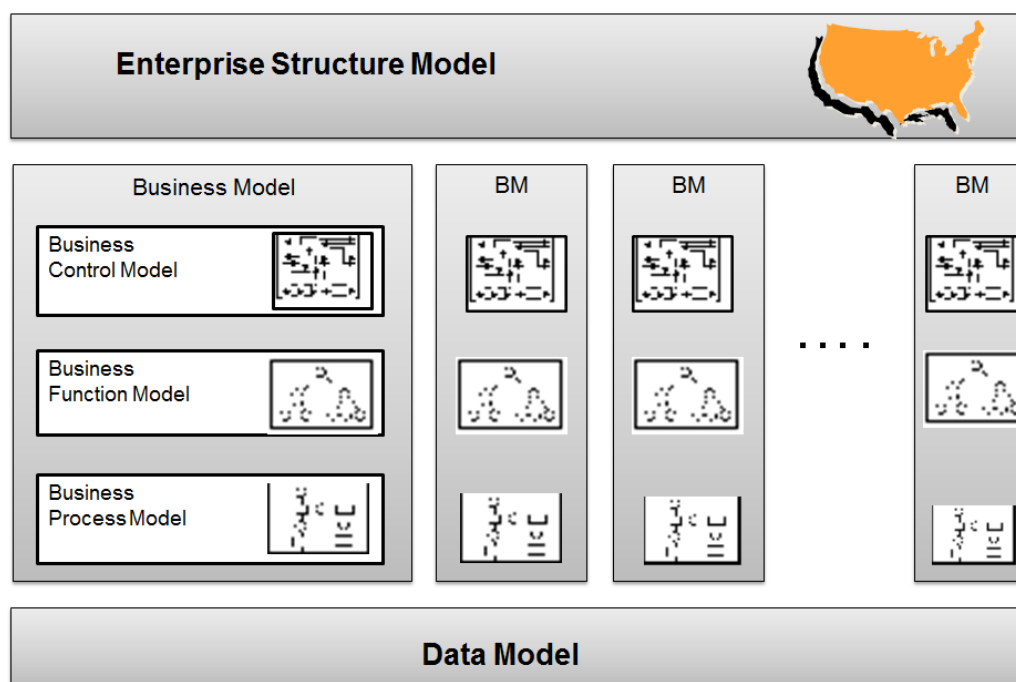 Enterprise Structure Model
Business Model
BM
BM
BM
Business
Control Model
Business
Function Model
. . . .
Business
Process Model
Data Model